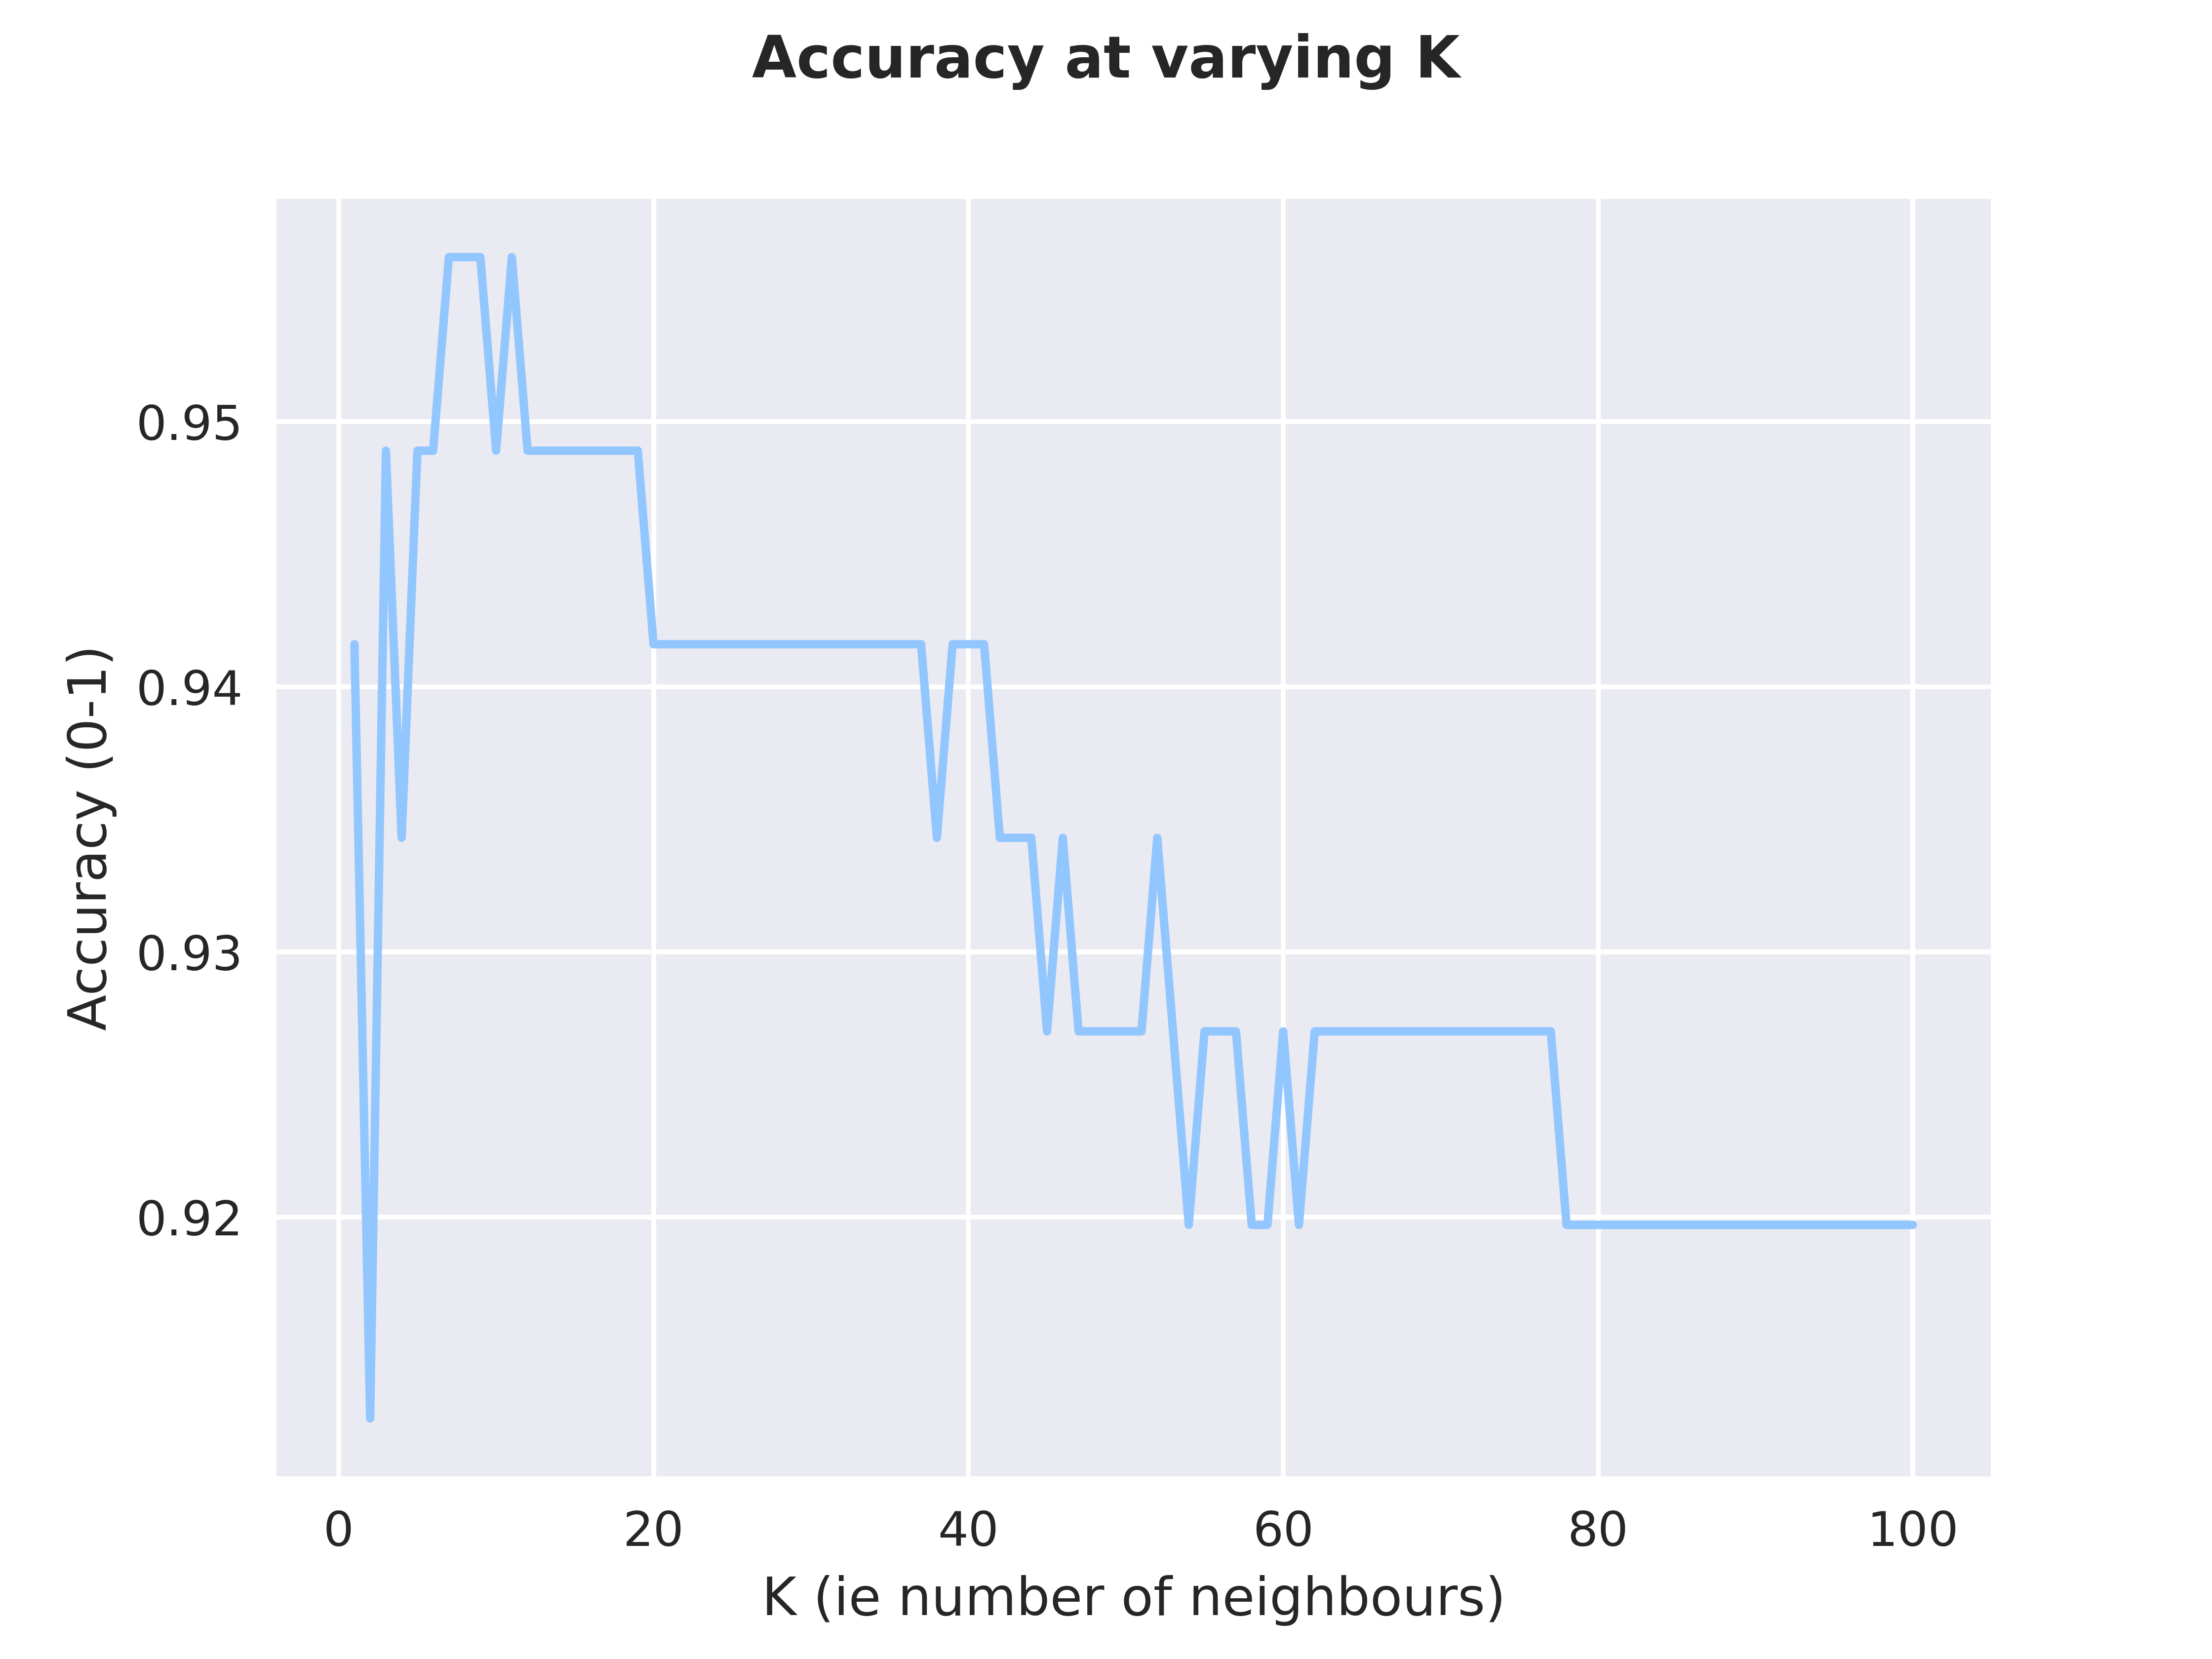 Accuracy at varying K
Accuracy (0-1)
0.95
0.94
0.93
0.92
0 20 40 60 80 100
K (ie number of neighbours)